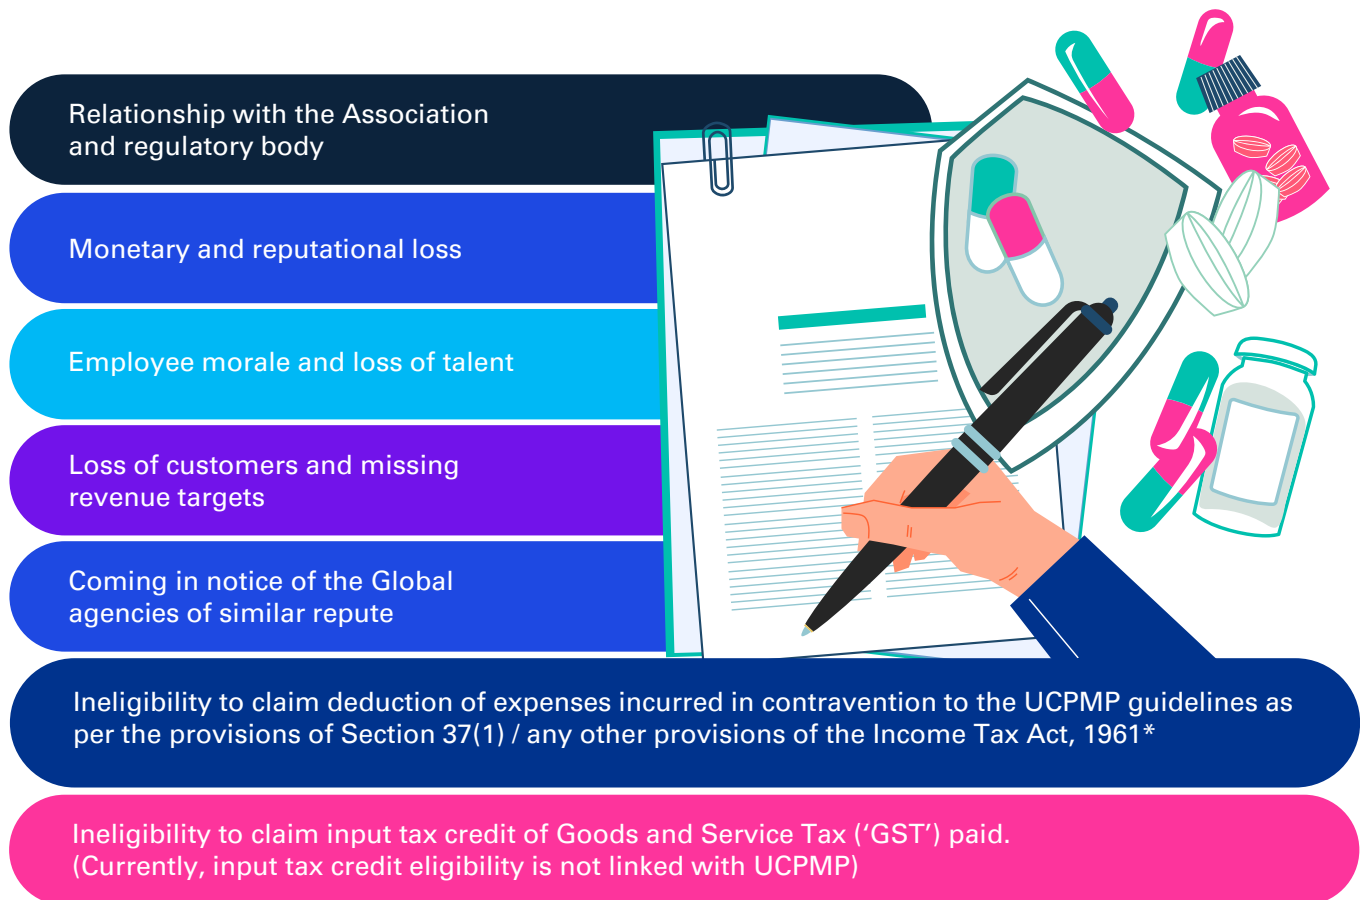 Relationship with the Association
and regulatory body
Monetary and reputational loss
Employee morale and loss of talent
Loss of customers and missing
revenue targets
Coming in notice of the Global
agencies of similar repute
Ineligibility to claim deduction of expenses incurred in contravention to the UCPMP guidelines as
per the provisions of Section 37(1) / any other provisions of the Income Tax Act, 1961*
Ineligibility to claim input tax credit of Goods and Service Tax (‘GST’) paid.
(Currently, input tax credit eligibility is not linked with UCPMP)